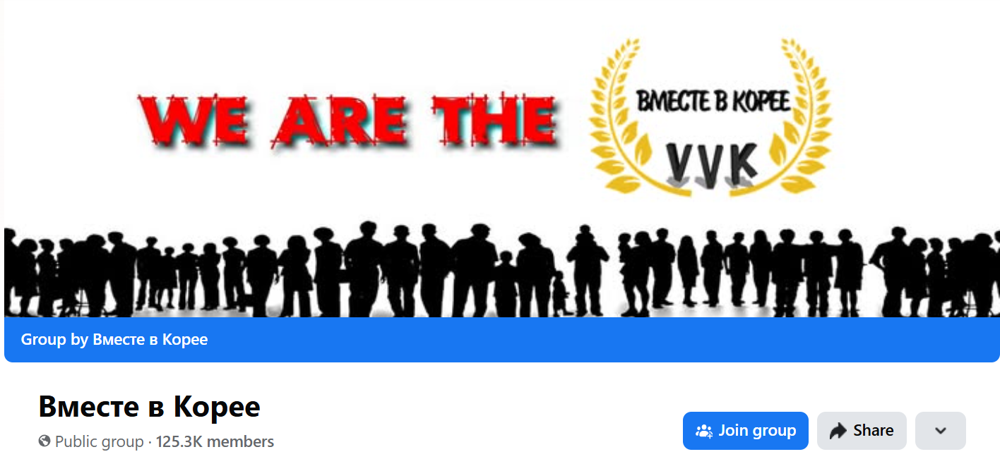 WE ARE THE
ВМЕСТЕ В КОРЕЕ
VVK
Group by Вместе в Корее
Вместе в Корее
Public group · 125.3K members
Join group
Share